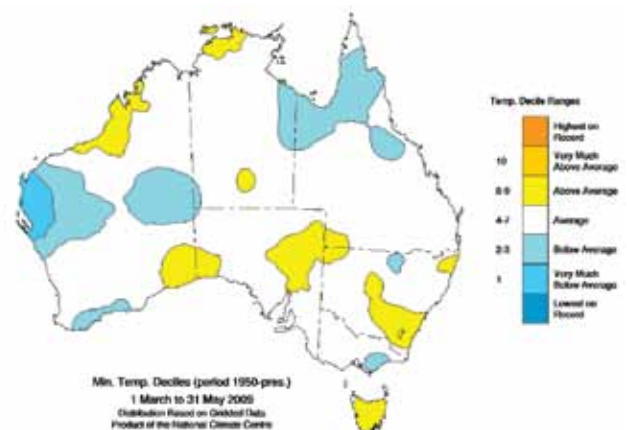 Temp. Decile Ranges
Highest on
Record
10
Very Much
Above Average
8-9
Above Average
4-7
Average
2-3
Below Average
1
Very Much
Below Average
Lowest on
Record
Min. Temp. Deciles (period 1950-pres.)
1 March to 31 May 2009
Distribution Based on Gridded Data
Product of the National Climate Centre